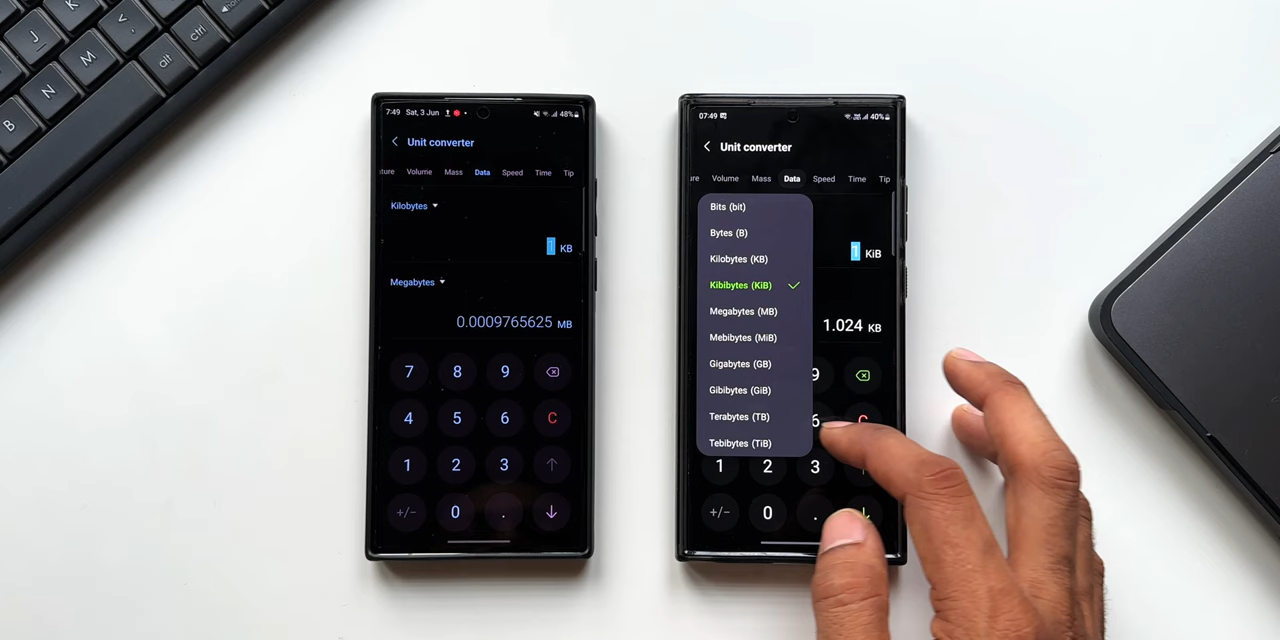 J
K
B
N
M
alt
ctrl
7:49 Sat, 3 Jun
48%
Unit converter
ture Volume Mass Data Speed Time Tip
Kilobytes
1 KB
Megabytes
0.0009765625 MB
7 8 9
4 5 6 C
1 2 3
+/− 0 .
07:49
40%
Unit converter
ure Volume Mass Data Speed Time Tip
Bits (bit)
Bytes (B)
Kilobytes (KB)
Kibibytes (KiB)
Megabytes (MB)
Mebibytes (MiB)
Gigabytes (GB)
Gibibytes (GiB)
Terabytes (TB)
Tebibytes (TiB)
1 KiB
1.024 KB
9
6 C
1 2 3
+/− 0 .